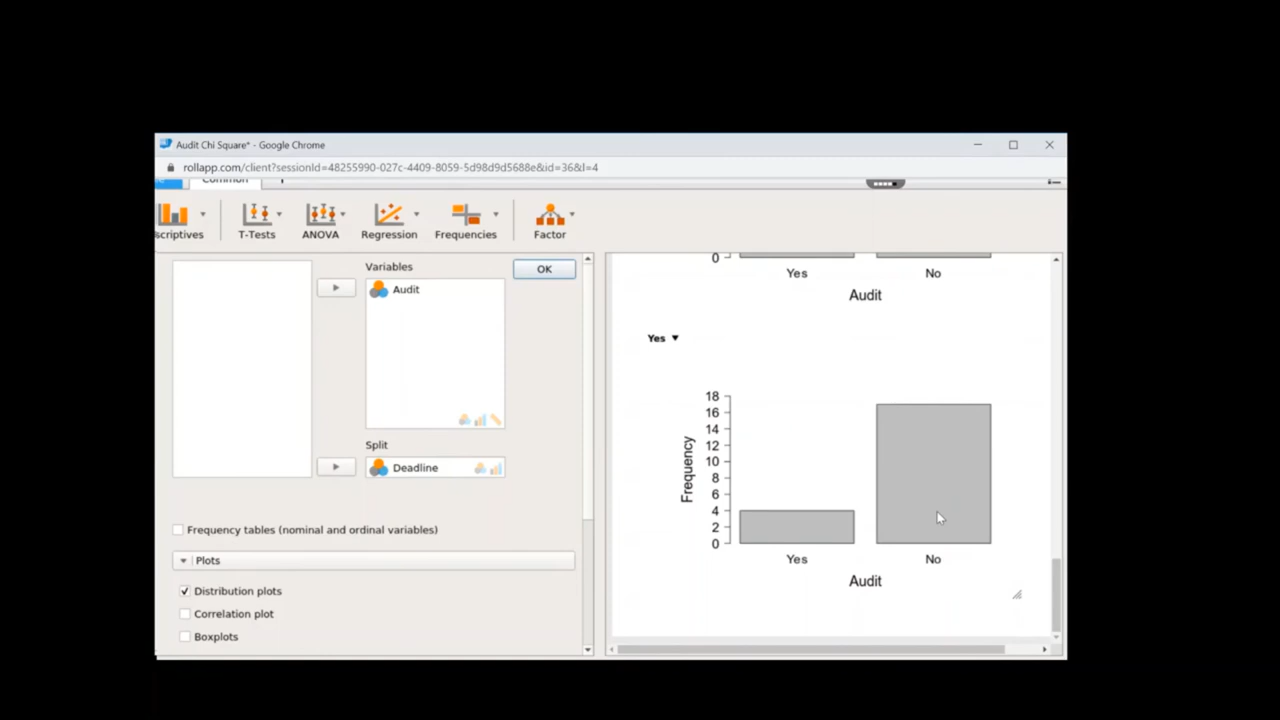 Audit Chi Square* - Google Chrome
rollapp.com/client?sessionId=48255990-027c-4409-8059-5d98d9d5688e&id=36&l=4
Common
scriptives
T-Tests
ANOVA
Regression
Frequencies
Factor
Variables
OK
Audit
Split
Deadline
Frequency tables (nominal and ordinal variables)
Plots
Distribution plots
Correlation plot
Boxplots
0
Yes
No
Audit
Yes
18
16
14
12
10
8
6
4
2
0
Frequency
Yes
No
Audit